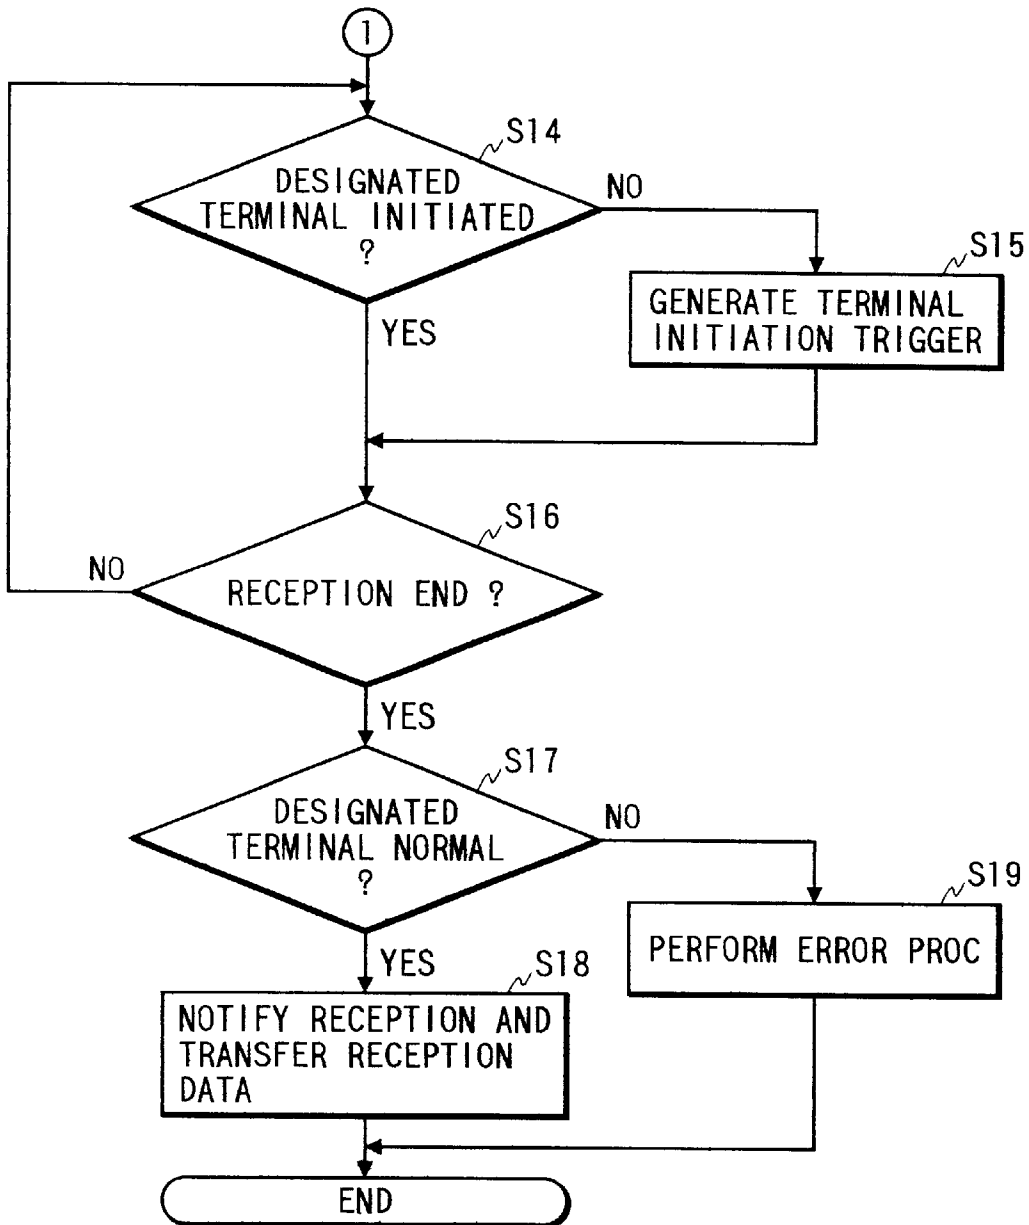 1
S14
DESIGNATED
TERMINAL INITIATED
?
NO
S15
GENERATE TERMINAL
INITIATION TRIGGER
YES
S16
NO
RECEPTION END ?
YES
S17
DESIGNATED
TERMINAL NORMAL
?
NO
S19
PERFORM ERROR PROC
YES
S18
NOTIFY RECEPTION AND
TRANSFER RECEPTION
DATA
END